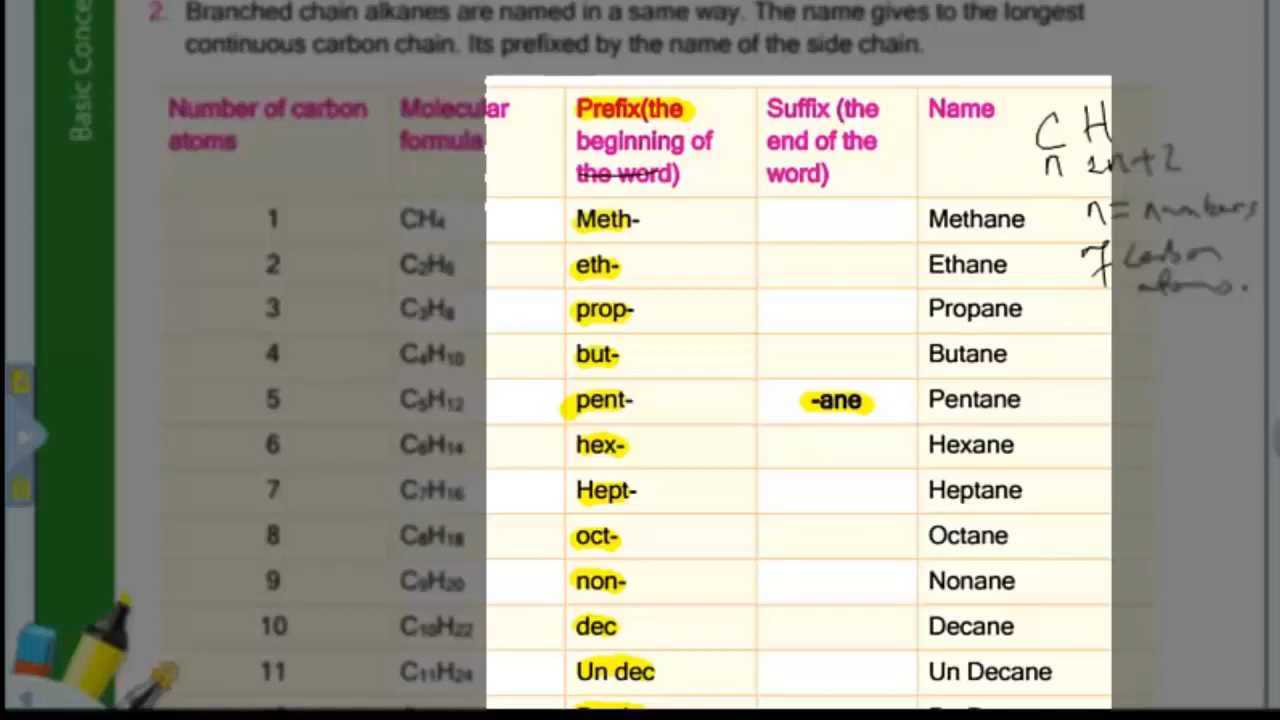 Basic Conce
2. Branched chain alkanes are named in a same way. The name gives to the longest
continuous carbon chain. Its prefixed by the name of the side chain.
Number of carbon atoms Molecular formula Prefix(the beginning of the word) Suffix (the end of the word) Name
1 CH₄ Meth- Methane
2 C₂H₆ eth- Ethane
3 C₃H₈ prop- Propane
4 C₄H₁₀ but- Butane
5 C₅H₁₂ pent- -ane Pentane
6 C₆H₁₄ hex- Hexane
7 C₇H₁₆ Hept- Heptane
8 C₈H₁₈ oct- Octane
9 C₉H₂₀ non- Nonane
10 C₁₀H₂₂ dec Decane
11 C₁₁H₂₄ Un dec Un Decane
C H
n 2n+2
n = numbers
7 carbon
atoms.